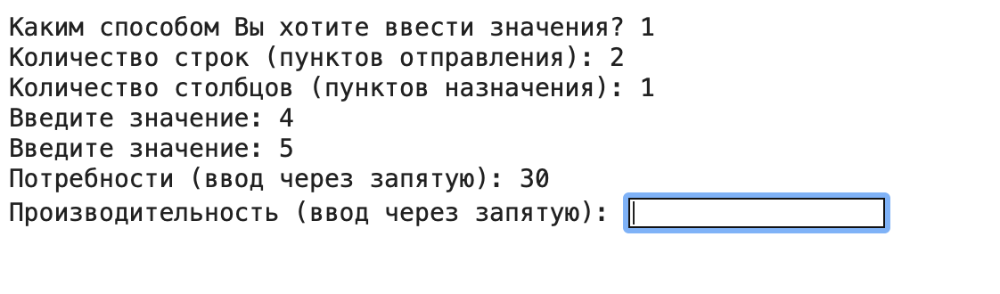 Каким способом Вы хотите ввести значения? 1
Количество строк (пунктов отправления): 2
Количество столбцов (пунктов назначения): 1
Введите значение: 4
Введите значение: 5
Потребности (ввод через запятую): 30
Производительность (ввод через запятую):